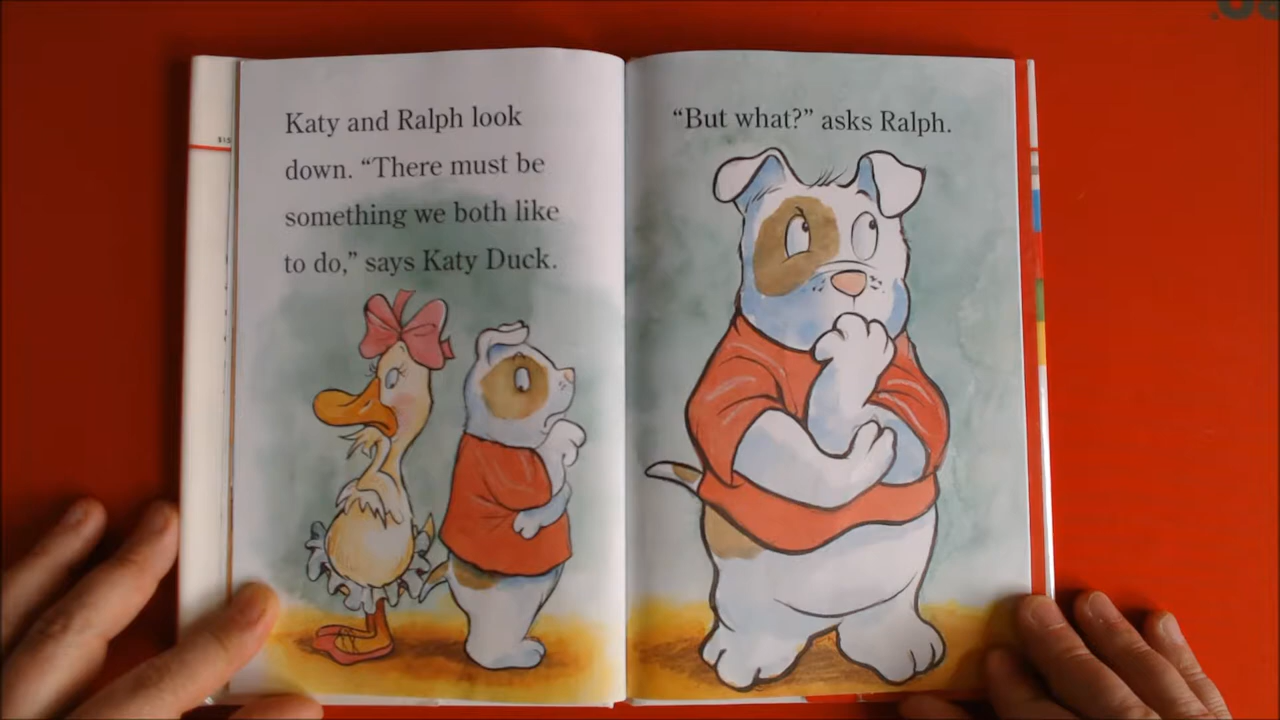 Katy and Ralph look
down. “There must be
something we both like
to do,” says Katy Duck.
“But what?” asks Ralph.